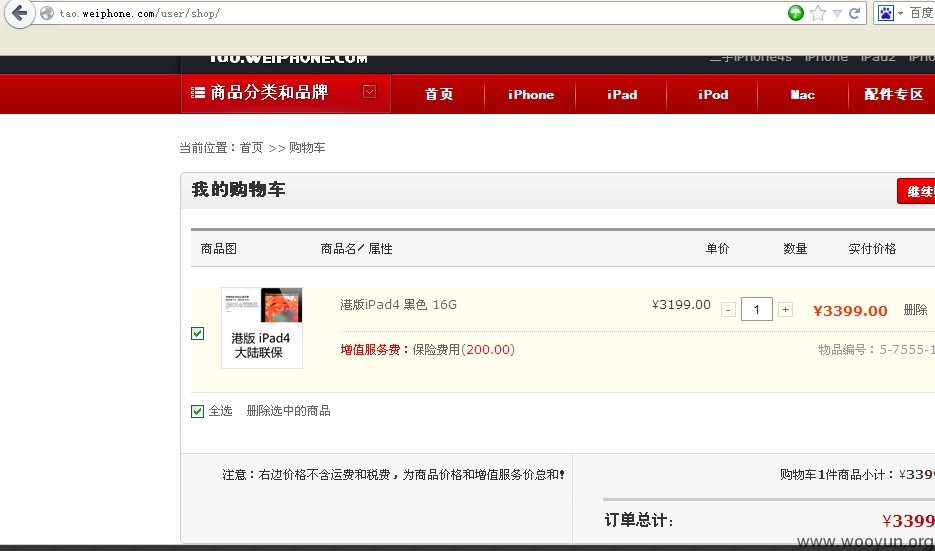 tao.weiphone.com/user/shop/
百度
TAO.WEIPHONE.COM
二手iPhone4s iPhone iPad2
商品分类和品牌 首页 iPhone iPad iPod Mac 配件专区
当前位置：首页 >> 购物车
我的购物车
继续
商品图 商品名/属性 单价 数量 实付价格
港版iPad4 黑色 16G ¥3199.00 - 1 + ¥3399.00 删除
港版 iPad4
大陆联保
增值服务费：保险费用(200.00) 物品编号：5-7555-1
全选 删除选中的商品
注意：右边价格不含运费和税费，为商品价格和增值服务价总和! 购物车1件商品小计：¥339
订单总计： ¥3399
www.wooyun.org